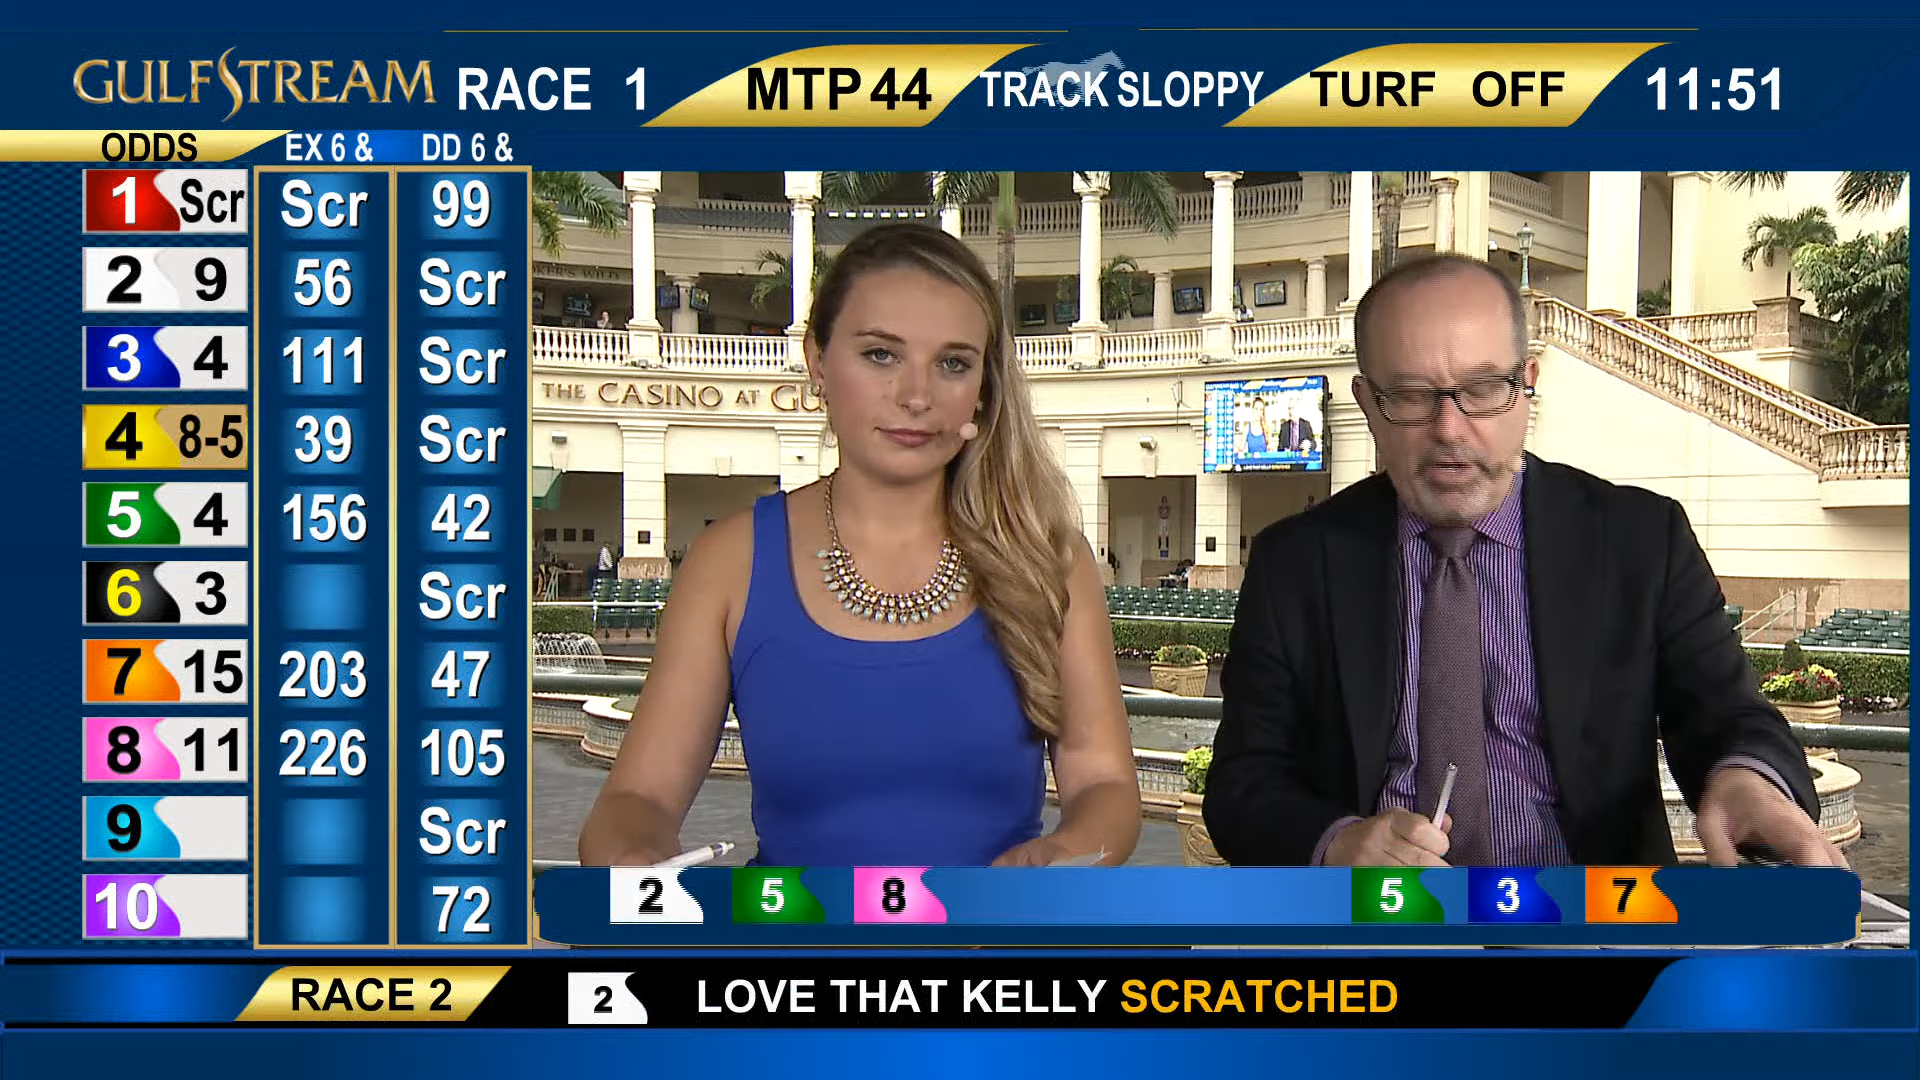 GULFSTREAM RACE 1 MTP 44 TRACK SLOPPY TURF OFF 11:51
ODDS EX 6 & DD 6 &
1 Scr Scr 99
2 9 56 Scr
3 4 111 Scr
4 8-5 39 Scr
5 4 156 42
6 3 Scr
7 15 203 47
8 11 226 105
9 Scr
10 72
THE CASINO AT GU
2 5 8 5 3 7
RACE 2 2 LOVE THAT KELLY SCRATCHED